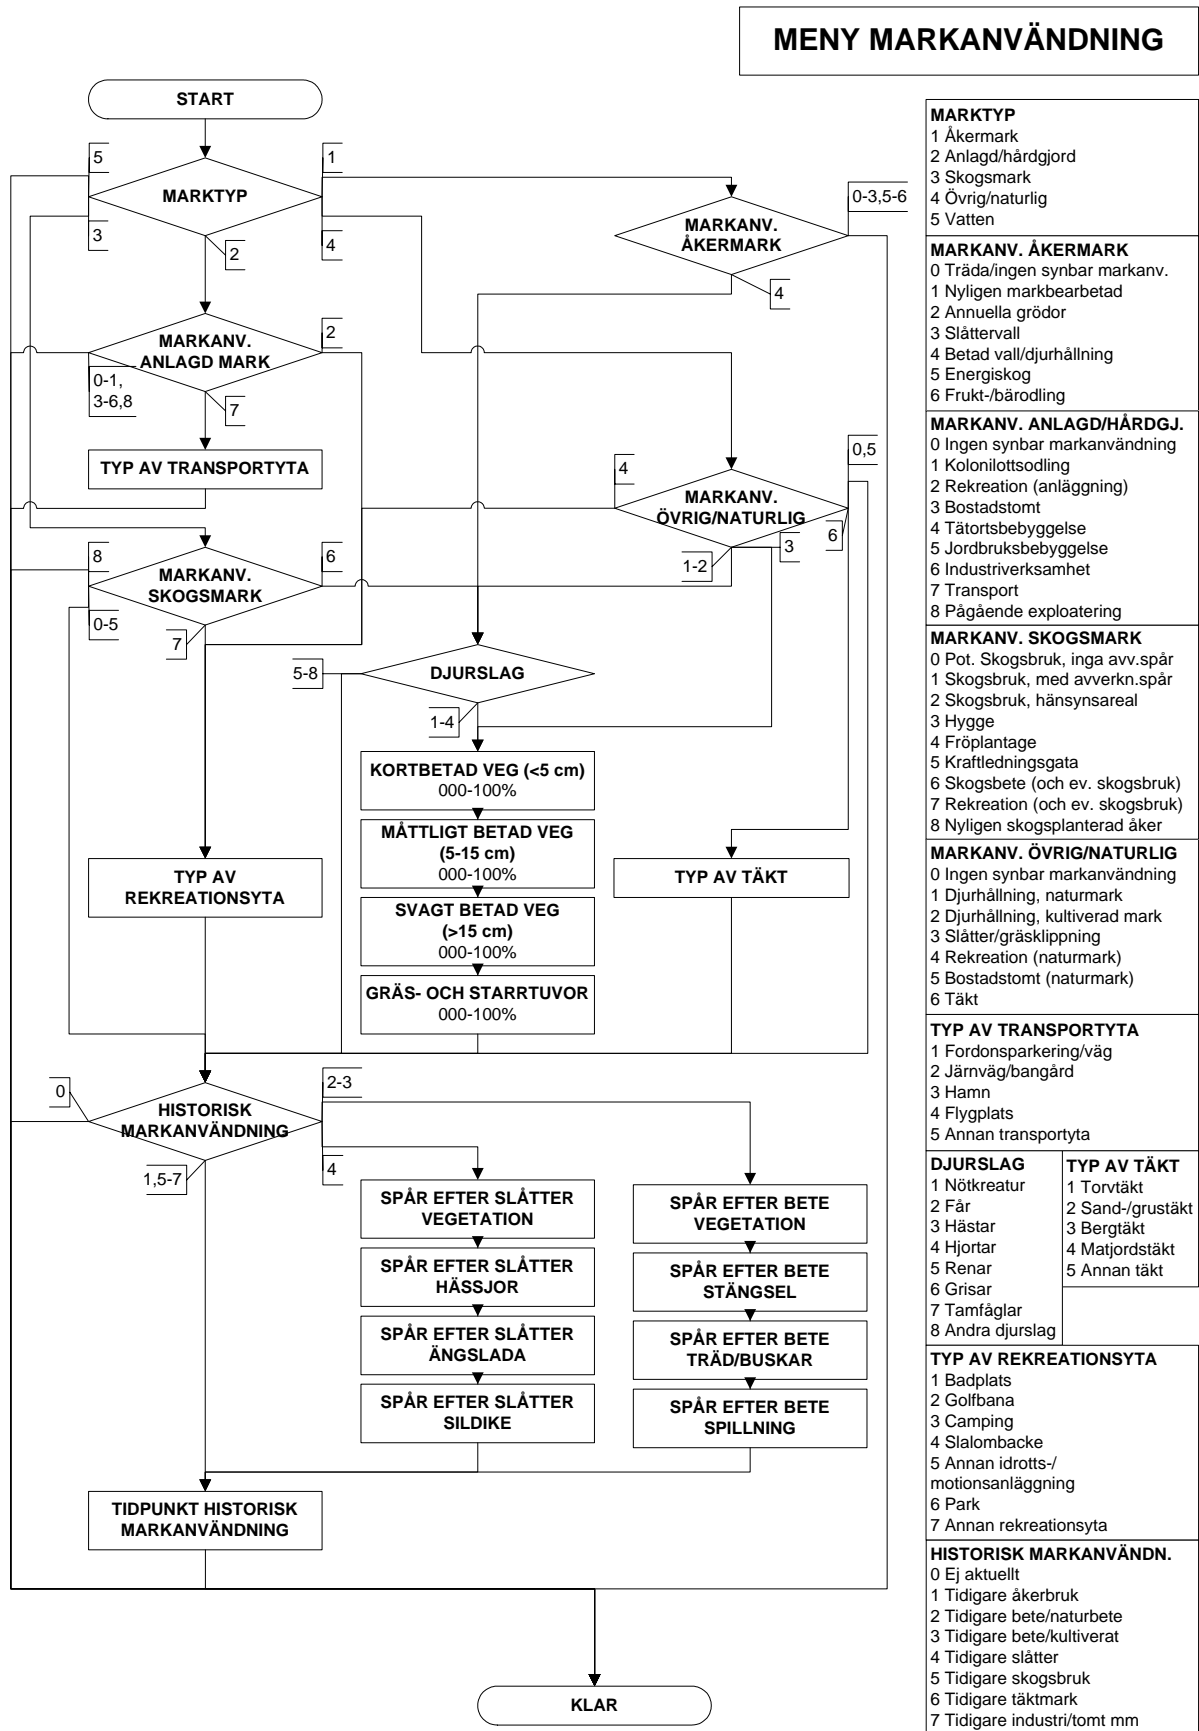 MENY MARKANVÄNDNING
START
5
1
MARKTYP
3
2
4
0-3,5-6
MARKANV.
ÅKERMARK
4
MARKANV.
ANLAGD MARK
2
0-1,
3-6,8
7
TYP AV TRANSPORTYTA
4
0,5
MARKANV.
ÖVRIG/NATURLIG
6
3
1-2
8
6
MARKANV.
SKOGSMARK
0-5
7
5-8
DJURSLAG
1-4
KORTBETAD VEG (<5 cm)
000-100%
MÅTTLIGT BETAD VEG
(5-15 cm)
000-100%
TYP AV
REKREATIONSYTA
TYP AV TÄKT
SVAGT BETAD VEG
(>15 cm)
000-100%
GRÄS- OCH STARRTUVOR
000-100%
0
2-3
HISTORISK
MARKANVÄNDNING
1,5-7
4
SPÅR EFTER SLÅTTER
VEGETATION
SPÅR EFTER SLÅTTER
HÄSSJOR
SPÅR EFTER SLÅTTER
ÄNGSLADA
SPÅR EFTER SLÅTTER
SILDIKE
SPÅR EFTER BETE
VEGETATION
SPÅR EFTER BETE
STÄNGSEL
SPÅR EFTER BETE
TRÄD/BUSKAR
SPÅR EFTER BETE
SPILLNING
TIDPUNKT HISTORISK
MARKANVÄNDNING
KLAR
MARKTYP
1 Åkermark
2 Anlagd/hårdgjord
3 Skogsmark
4 Övrig/naturlig
5 Vatten
MARKANV. ÅKERMARK
0 Träda/ingen synbar markanv.
1 Nyligen markbearbetad
2 Annuella grödor
3 Slåttervall
4 Betad vall/djurhållning
5 Energiskog
6 Frukt-/bärodling
MARKANV. ANLAGD/HÅRDGJ.
0 Ingen synbar markanvändning
1 Kolonilottsodling
2 Rekreation (anläggning)
3 Bostadstomt
4 Tätortsbebyggelse
5 Jordbruksbebyggelse
6 Industriverksamhet
7 Transport
8 Pågående exploatering
MARKANV. SKOGSMARK
0 Pot. Skogsbruk, inga avv.spår
1 Skogsbruk, med avverkn.spår
2 Skogsbruk, hänsynsareal
3 Hygge
4 Fröplantage
5 Kraftledningsgata
6 Skogsbete (och ev. skogsbruk)
7 Rekreation (och ev. skogsbruk)
8 Nyligen skogsplanterad åker
MARKANV. ÖVRIG/NATURLIG
0 Ingen synbar markanvändning
1 Djurhållning, naturmark
2 Djurhållning, kultiverad mark
3 Slåtter/gräsklippning
4 Rekreation (naturmark)
5 Bostadstomt (naturmark)
6 Täkt
TYP AV TRANSPORTYTA
1 Fordonsparkering/väg
2 Järnväg/bangård
3 Hamn
4 Flygplats
5 Annan transportyta
DJURSLAG
1 Nötkreatur
2 Får
3 Hästar
4 Hjortar
5 Renar
6 Grisar
7 Tamfåglar
8 Andra djurslag
TYP AV TÄKT
1 Torvtäkt
2 Sand-/grustäkt
3 Bergtäkt
4 Matjordstäkt
5 Annan täkt
TYP AV REKREATIONSYTA
1 Badplats
2 Golfbana
3 Camping
4 Slalombacke
5 Annan idrotts-/
motionsanläggning
6 Park
7 Annan rekreationsyta
HISTORISK MARKANVÄNDN.
0 Ej aktuellt
1 Tidigare åkerbruk
2 Tidigare bete/naturbete
3 Tidigare bete/kultiverat
4 Tidigare slåtter
5 Tidigare skogsbruk
6 Tidigare täktmark
7 Tidigare industri/tomt mm